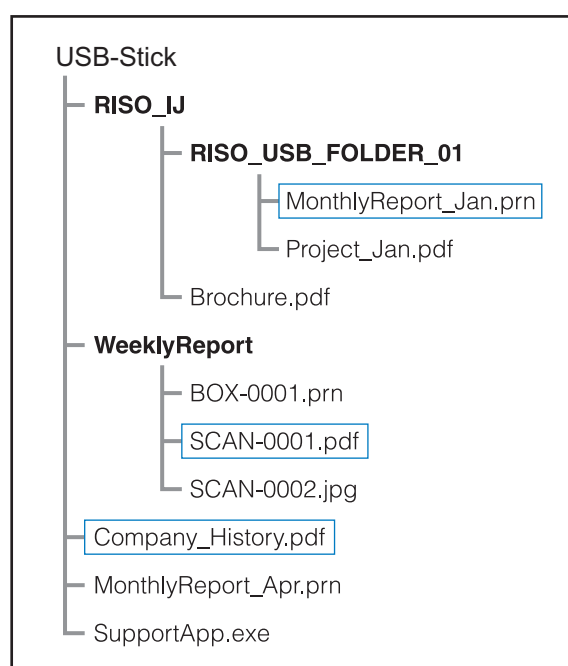 USB-Stick
RISO_IJ
RISO_USB_FOLDER_01
MonthlyReport_Jan.prn
Project_Jan.pdf
Brochure.pdf
WeeklyReport
BOX-0001.prn
SCAN-0001.pdf
SCAN-0002.jpg
Company_History.pdf
MonthlyReport_Apr.prn
SupportApp.exe